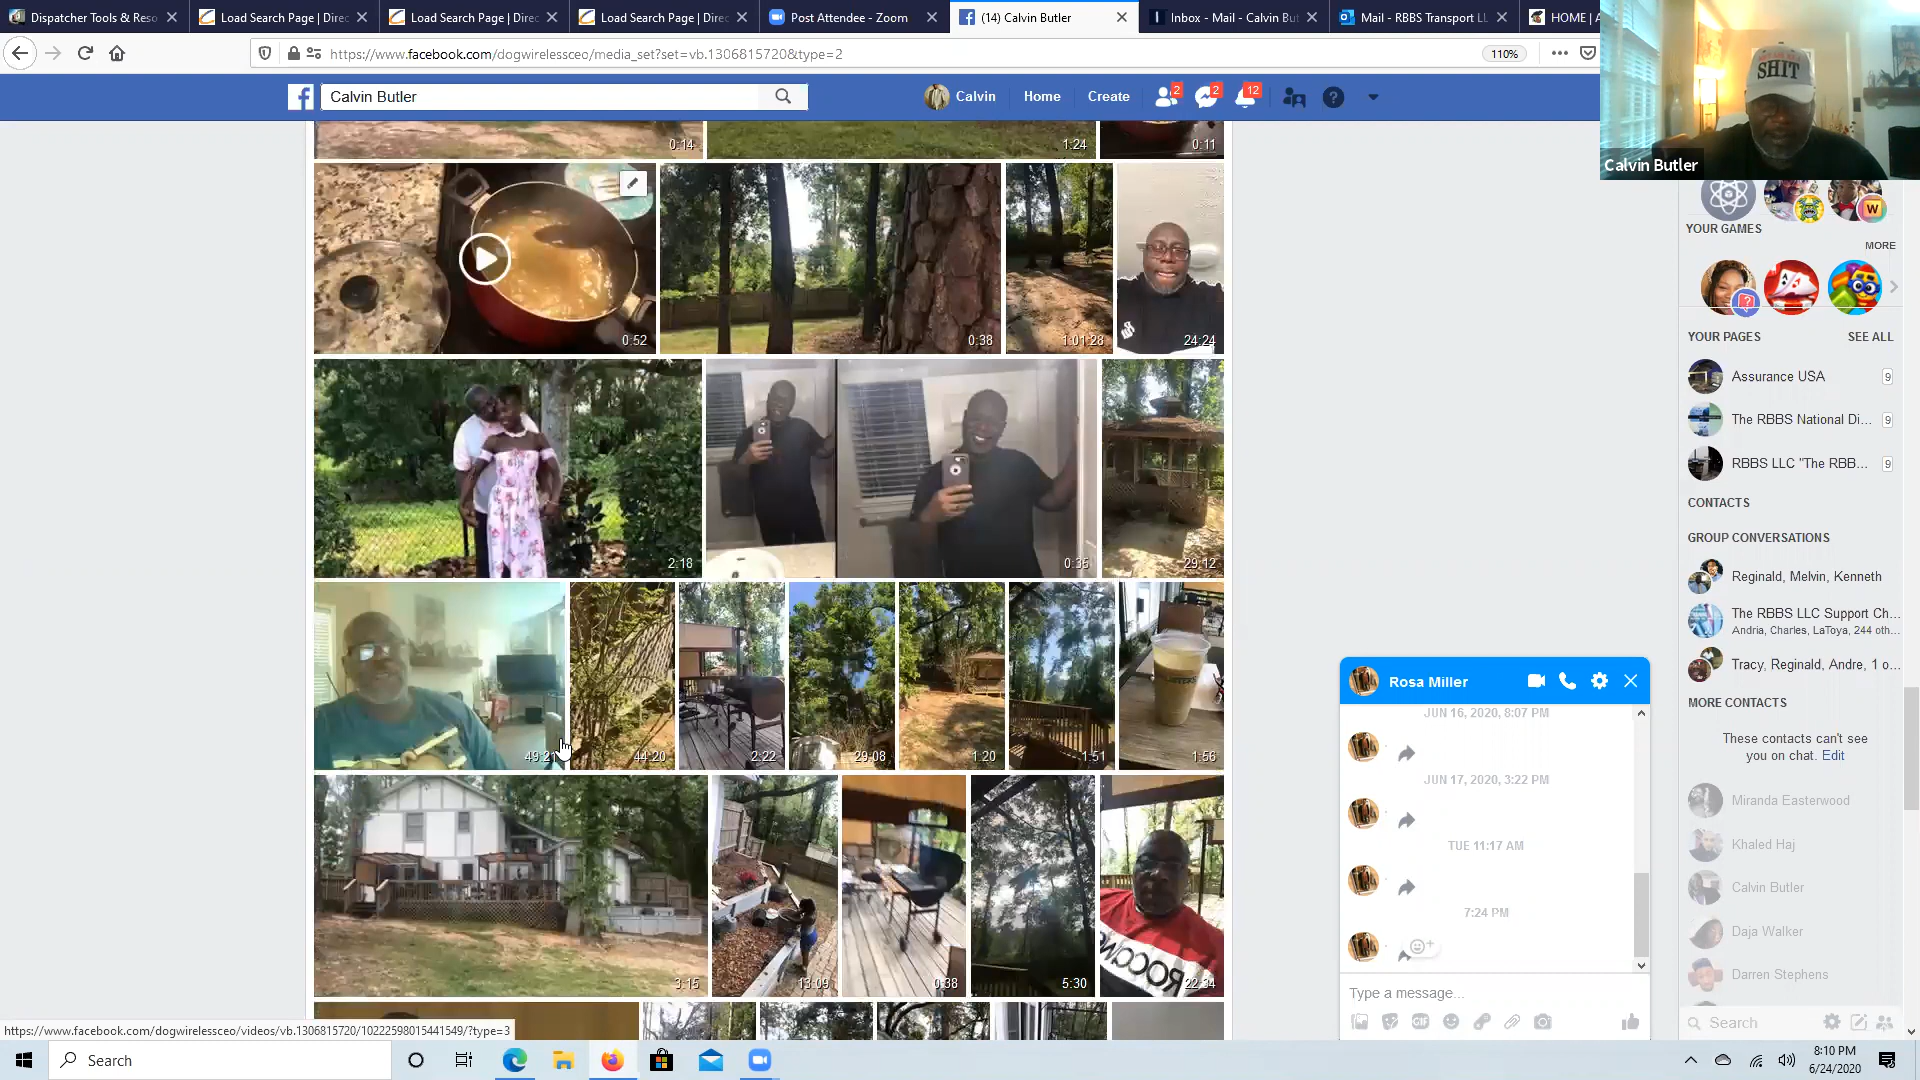 Dispatcher Tools & Reso
Load Search Page | Direc
Load Search Page | Direc
Load Search Page | Direc
Post Attendee - Zoom
(14) Calvin Butler
Inbox - Mail - Calvin But
Mail - RBBS Transport LL
HOME | A
https://www.facebook.com/dogwirelessceo/media_set?set=vb.1306815720&type=2
110%
SHIT
Calvin Butler
Calvin Butler
Calvin
Home
Create
2
2
12
0:14
1:24
0:11
0:52
0:38
1:01:28
24:24
2:18
0:35
29:12
49:21
44:20
2:22
29:08
1:20
1:51
1:56
3:15
13:09
0:38
5:30
22:34
YOUR GAMES
MORE
YOUR PAGES
SEE ALL
Assurance USA
9
The RBBS National Di...
9
RBBS LLC "The RBB...
9
CONTACTS
GROUP CONVERSATIONS
Reginald, Melvin, Kenneth
The RBBS LLC Support Ch...
Andria, Charles, LaToya, 244 oth...
Tracy, Reginald, Andre, 1 o...
MORE CONTACTS
These contacts can't see
you on chat. Edit
Miranda Easterwood
Khaled Haj
Calvin Butler
Daja Walker
Darren Stephens
Search
Rosa Miller
JUN 16, 2020, 8:07 PM
JUN 17, 2020, 3:22 PM
TUE 11:17 AM
7:24 PM
Type a message...
GIF
https://www.facebook.com/dogwirelessceo/videos/vb.1306815720/10222598015441549/?type=3
Search
8:10 PM
6/24/2020